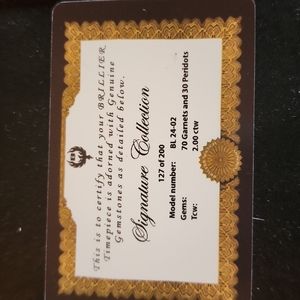 This is to certify that your BRILLIER
Timepiece is adorned with Genuine
Gemstones as detailed below.
Signature Collection
127 of 200
Model number: BL 24-02
Gems: 70 Garnets and 30 Peridots
Tcw: 2.00 ctw